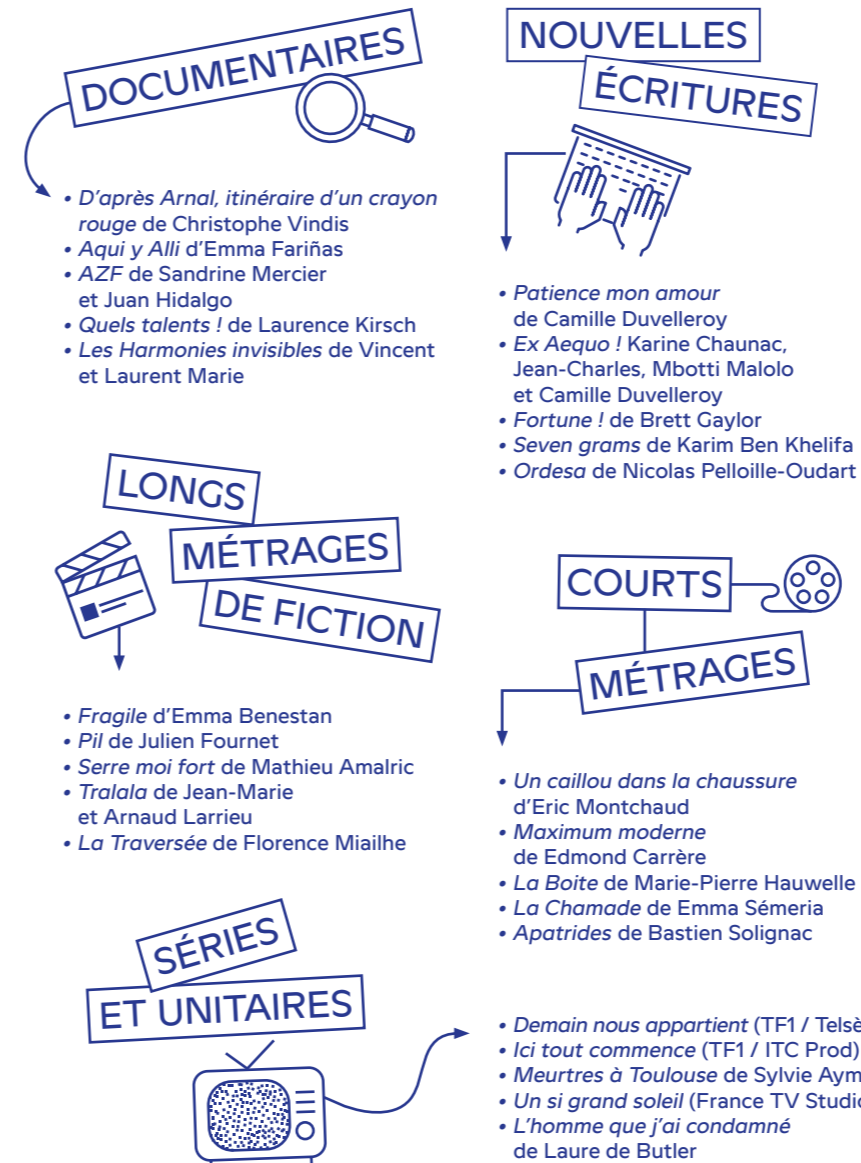 DOCUMENTAIRES
• D'après Arnal, itinéraire d'un crayon
rouge de Christophe Vindis
• Aqui y Alli d'Emma Fariñas
• AZF de Sandrine Mercier
et Juan Hidalgo
• Quels talents ! de Laurence Kirsch
• Les Harmonies invisibles de Vincent
et Laurent Marie
NOUVELLES
ÉCRITURES
• Patience mon amour
de Camille Duvelleroy
• Ex Aequo ! Karine Chaunac,
Jean-Charles, Mbotti Malolo
et Camille Duvelleroy
• Fortune ! de Brett Gaylor
• Seven grams de Karim Ben Khelifa
• Ordesa de Nicolas Pelloille-Oudart
LONGS
MÉTRAGES
DE FICTION
• Fragile d'Emma Benestan
• Pil de Julien Fournet
• Serre moi fort de Mathieu Amalric
• Tralala de Jean-Marie
et Arnaud Larrieu
• La Traversée de Florence Miailhe
COURTS
MÉTRAGES
• Un caillou dans la chaussure
d'Eric Montchaud
• Maximum moderne
de Edmond Carrère
• La Boite de Marie-Pierre Hauwelle
• La Chamade de Emma Sémeria
• Apatrides de Bastien Solignac
SÉRIES
ET UNITAIRES
• Demain nous appartient (TF1 /
• Ici tout commence (TF1 / ITC Prod)
• Meurtres à Toulouse de Sylvie
• Un si grand soleil (France TV
• L'homme que j'ai condamné
de Laure de Butler